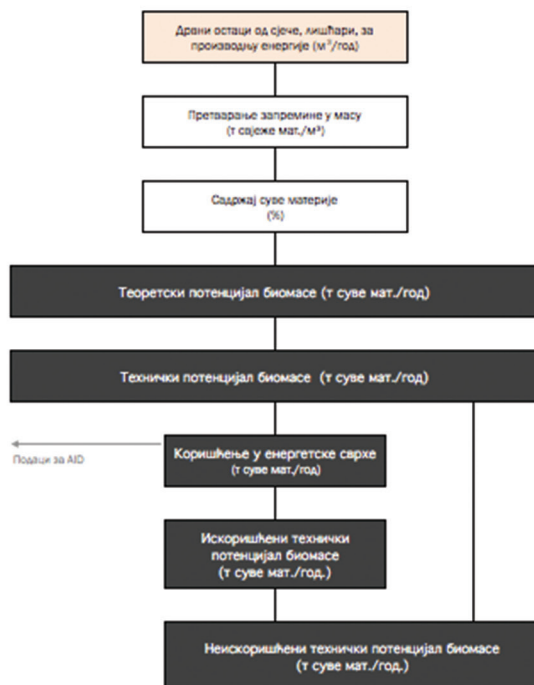 Дрвни остаци од сјече, лишћари, за
производњу енергије (м³/год)
Претварање запремине у масу
(т свјеже мат./м³)
Садржај суве материје
(%)
Теоретски потенцијал биомасе (т суве мат./год)
Технички потенцијал биомасе (т суве мат./год)
Коришћење у енергетске сврхе
(т суве мат./год)
Подаци за AID
Искоришћени технички
потенцијал биомасе
(т суве мат./год.)
Неискоришћени технички потенцијал биомасе
(т суве мат./год.)